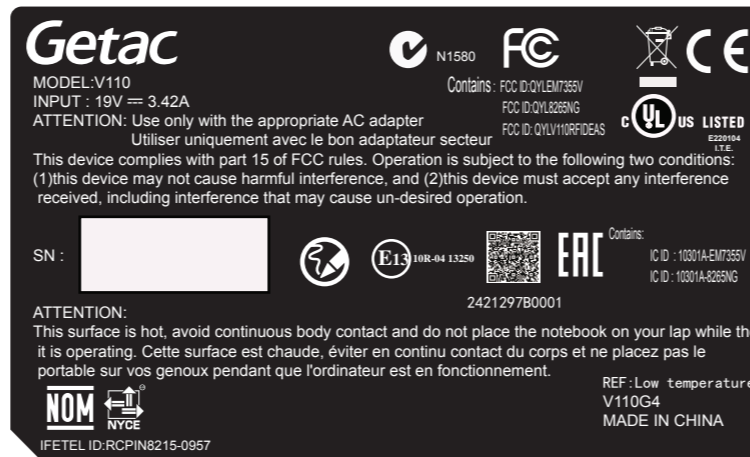 Getac
N1580
FC
CE
MODEL:V110
INPUT : 19V ⎓ 3.42A
Contains : FCC ID:QYLEM7355V
FCC ID:QYL8265NG
FCC ID: QYLV110RFIDEAS
C UL US LISTED
E220104
I.T.E.
ATTENTION: Use only with the appropriate AC adapter
Utiliser uniquement avec le bon adaptateur secteur
This device complies with part 15 of FCC rules. Operation is subject to the following two conditions:
(1)this device may not cause harmful interference, and (2)this device must accept any interference
received, including interference that may cause un-desired operation.
SN :
E13 10R-04 13250
EAC
Contains:
IC ID : 10301A-EM7355V
IC ID : 10301A-8265NG
2421297B0001
ATTENTION:
This surface is hot, avoid continuous body contact and do not place the notebook on your lap while the
it is operating. Cette surface est chaude, éviter en continu contact du corps et ne placez pas le
portable sur vos genoux pendant que l'ordinateur est en fonctionnement.
REF:Low temperature
V110G4
MADE IN CHINA
NOM
NYCE
IFETEL ID:RCPIN8215-0957